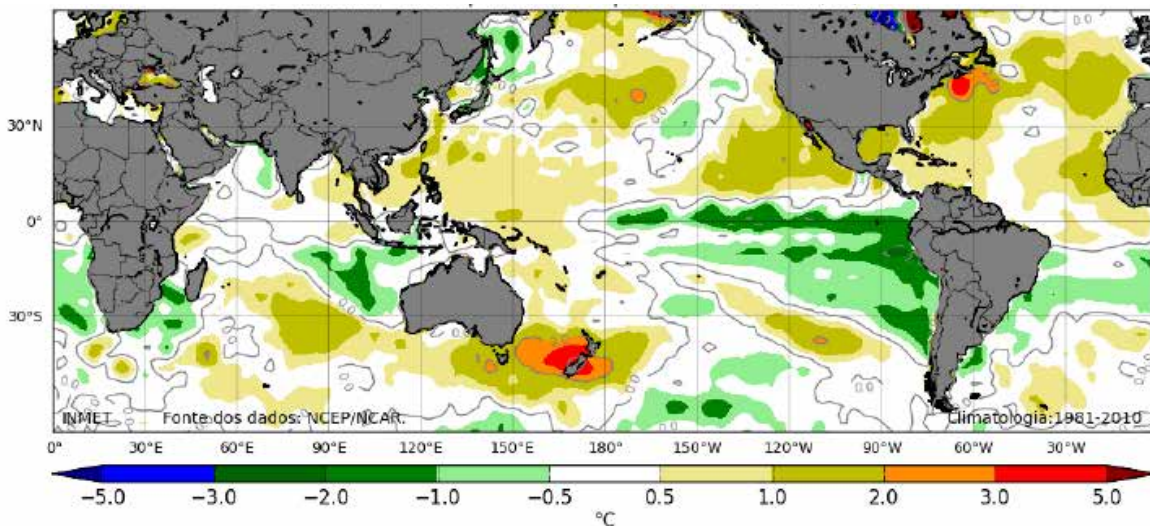 30°N
0°
30°S
INMET Fonte dos dados: NCEP/NCAR. Climatologia:1981-2010
0° 30°E 60°E 90°E 120°E 150°E 180° 150°W 120°W 90°W 60°W 30°W
−5.0 −3.0 −2.0 −1.0 −0.5 0.5 1.0 2.0 3.0 5.0
°C